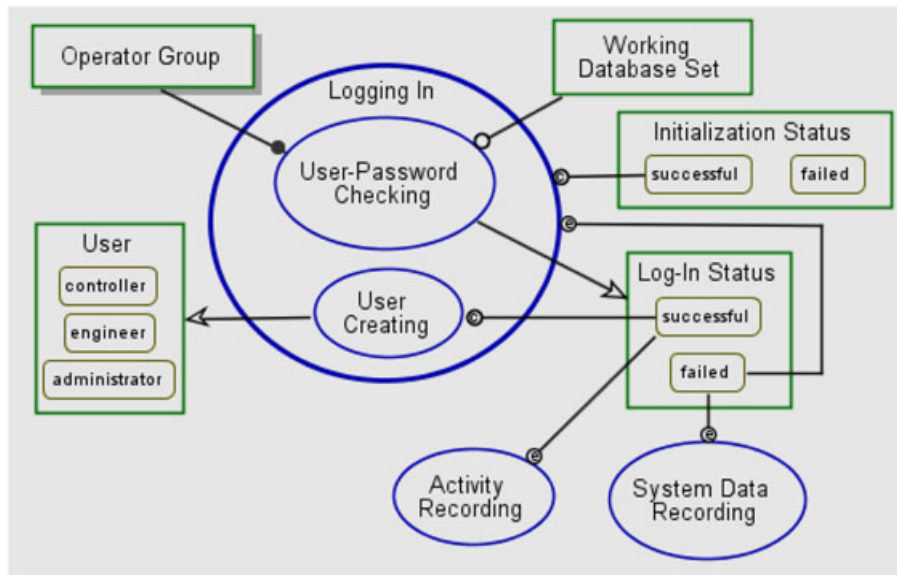 Operator Group
Working
Database Set
Logging In
Initialization Status
successful
failed
User-Password
Checking
c
e
User
controller
engineer
administrator
Log-In Status
successful
failed
User
Creating
c
e
e
Activity
Recording
System Data
Recording